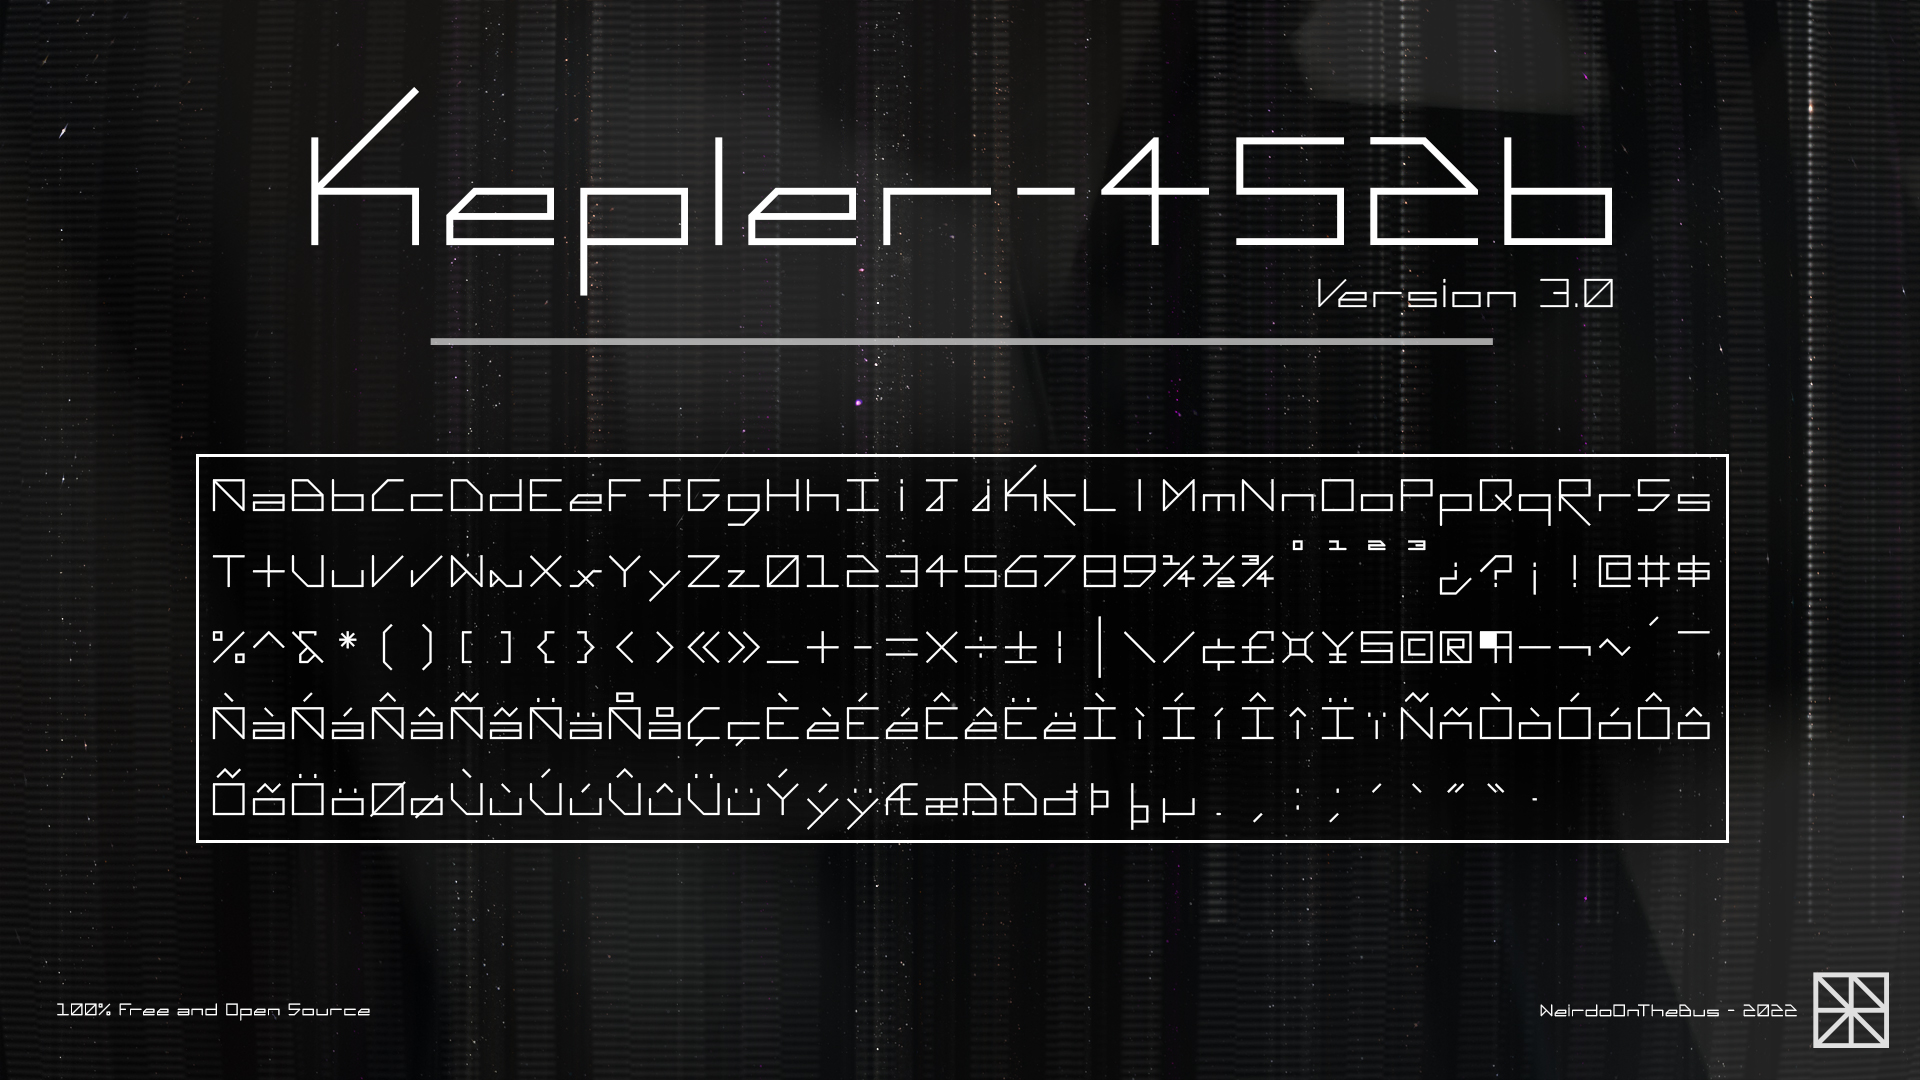 Kepler-452b
Version 3.0
AaBbCcDdEeFfGgHhIiJjKkLlMmNnOoPpQqRrSs
TtUuVvWwXxYyZz0123456789¼½¾°¹²³¿?¡!@#$
%^&*()[]{}<>«»_+-=×÷±¦|\/¢£¤¥§©®¶—¬~´¯
ÀàÁáÂâÃãÄäÅåÇçÈèÉéÊêËëÌìÍíÎîÏïÑñÒòÓóÔô
ÕõÖöØøÙùÚúÛûÜüÝýÿÆæÐÐđÞþµ.,:;‘’“”·
100% Free and Open Source
WeirdoOnTheBus - 2022